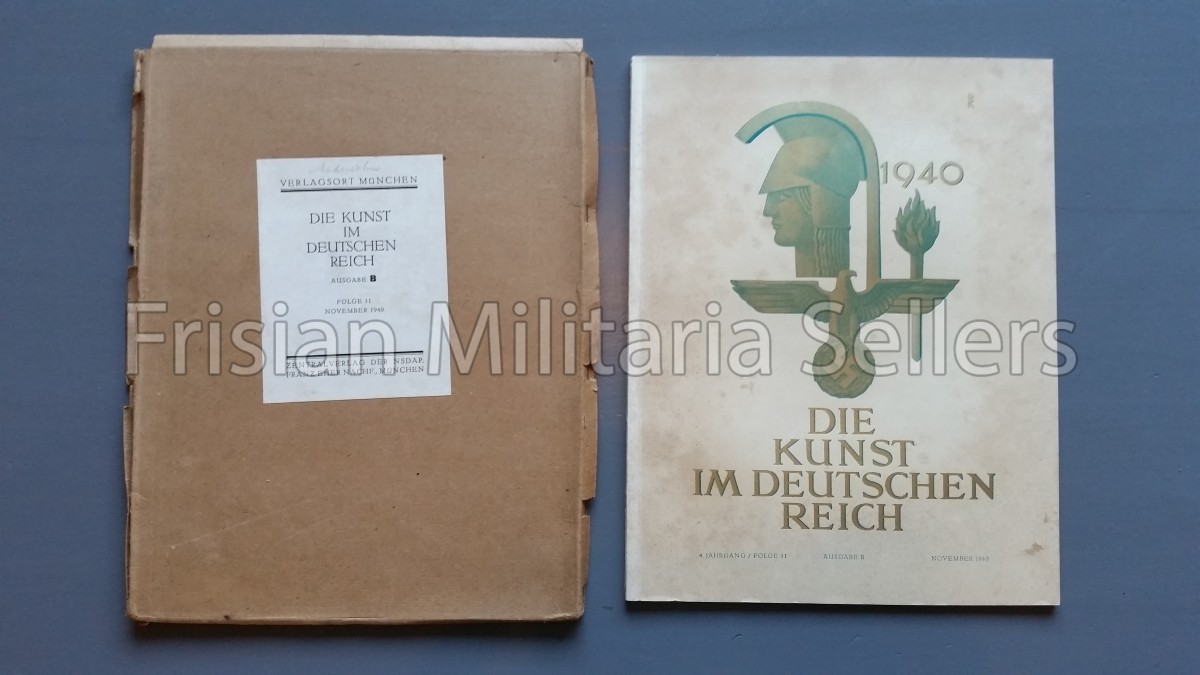 VERLAGSORT MÜNCHEN
DIE KUNST
IM
DEUTSCHEN
REICH
AUSGABE B
FOLGE 11
NOVEMBER 1940
ZENTRALVERLAG DER NSDAP.
FRANZ EHER NACHF., MÜNCHEN
1940
DIE
KUNST
IM DEUTSCHEN
REICH
4. JAHRGANG / FOLGE 11 AUSGABE B NOVEMBER 1940
Frisian Militaria Sellers